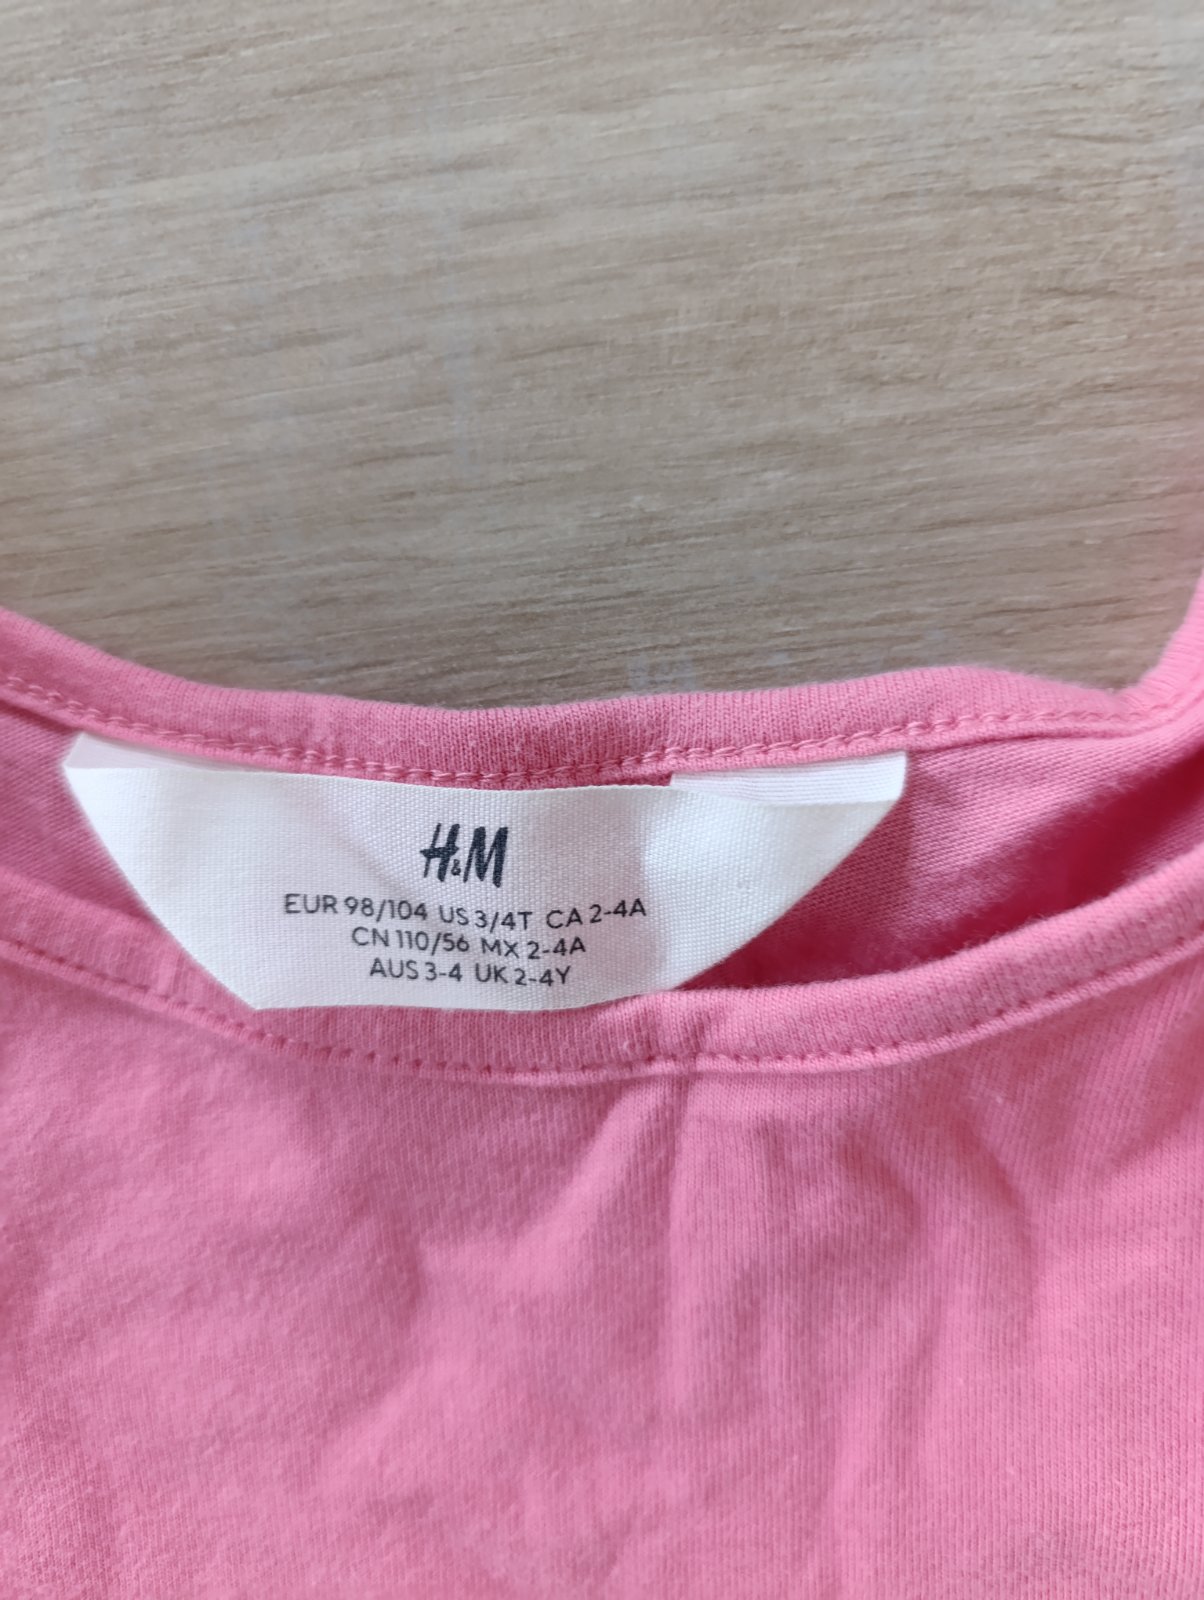 H&M
EUR 98/104 US 3/4T CA 2-4A
CN 110/56 MX 2-4A
AUS 3-4 UK 2-4Y